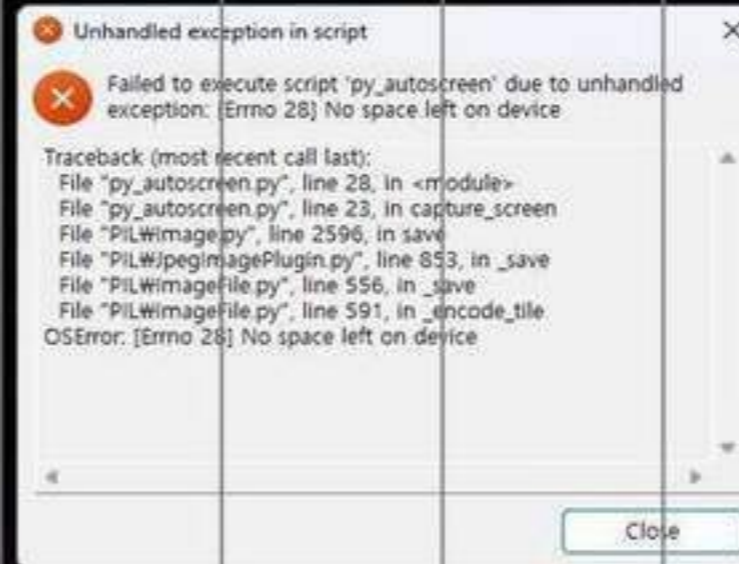 Unhandled exception in script
Failed to execute script 'py_autoscreen' due to unhandled
exception: [Errno 28] No space left on device
Traceback (most recent call last):
File "py_autoscreen.py", line 28, in <module>
File "py_autoscreen.py", line 23, in capture_screen
File "PIL₩Image.py", line 2596, in save
File "PIL₩JpegImagePlugin.py", line 853, in _save
File "PIL₩ImageFile.py", line 556, in _save
File "PIL₩ImageFile.py", line 591, in _encode_tile
OSError: [Errno 28] No space left on device
Close